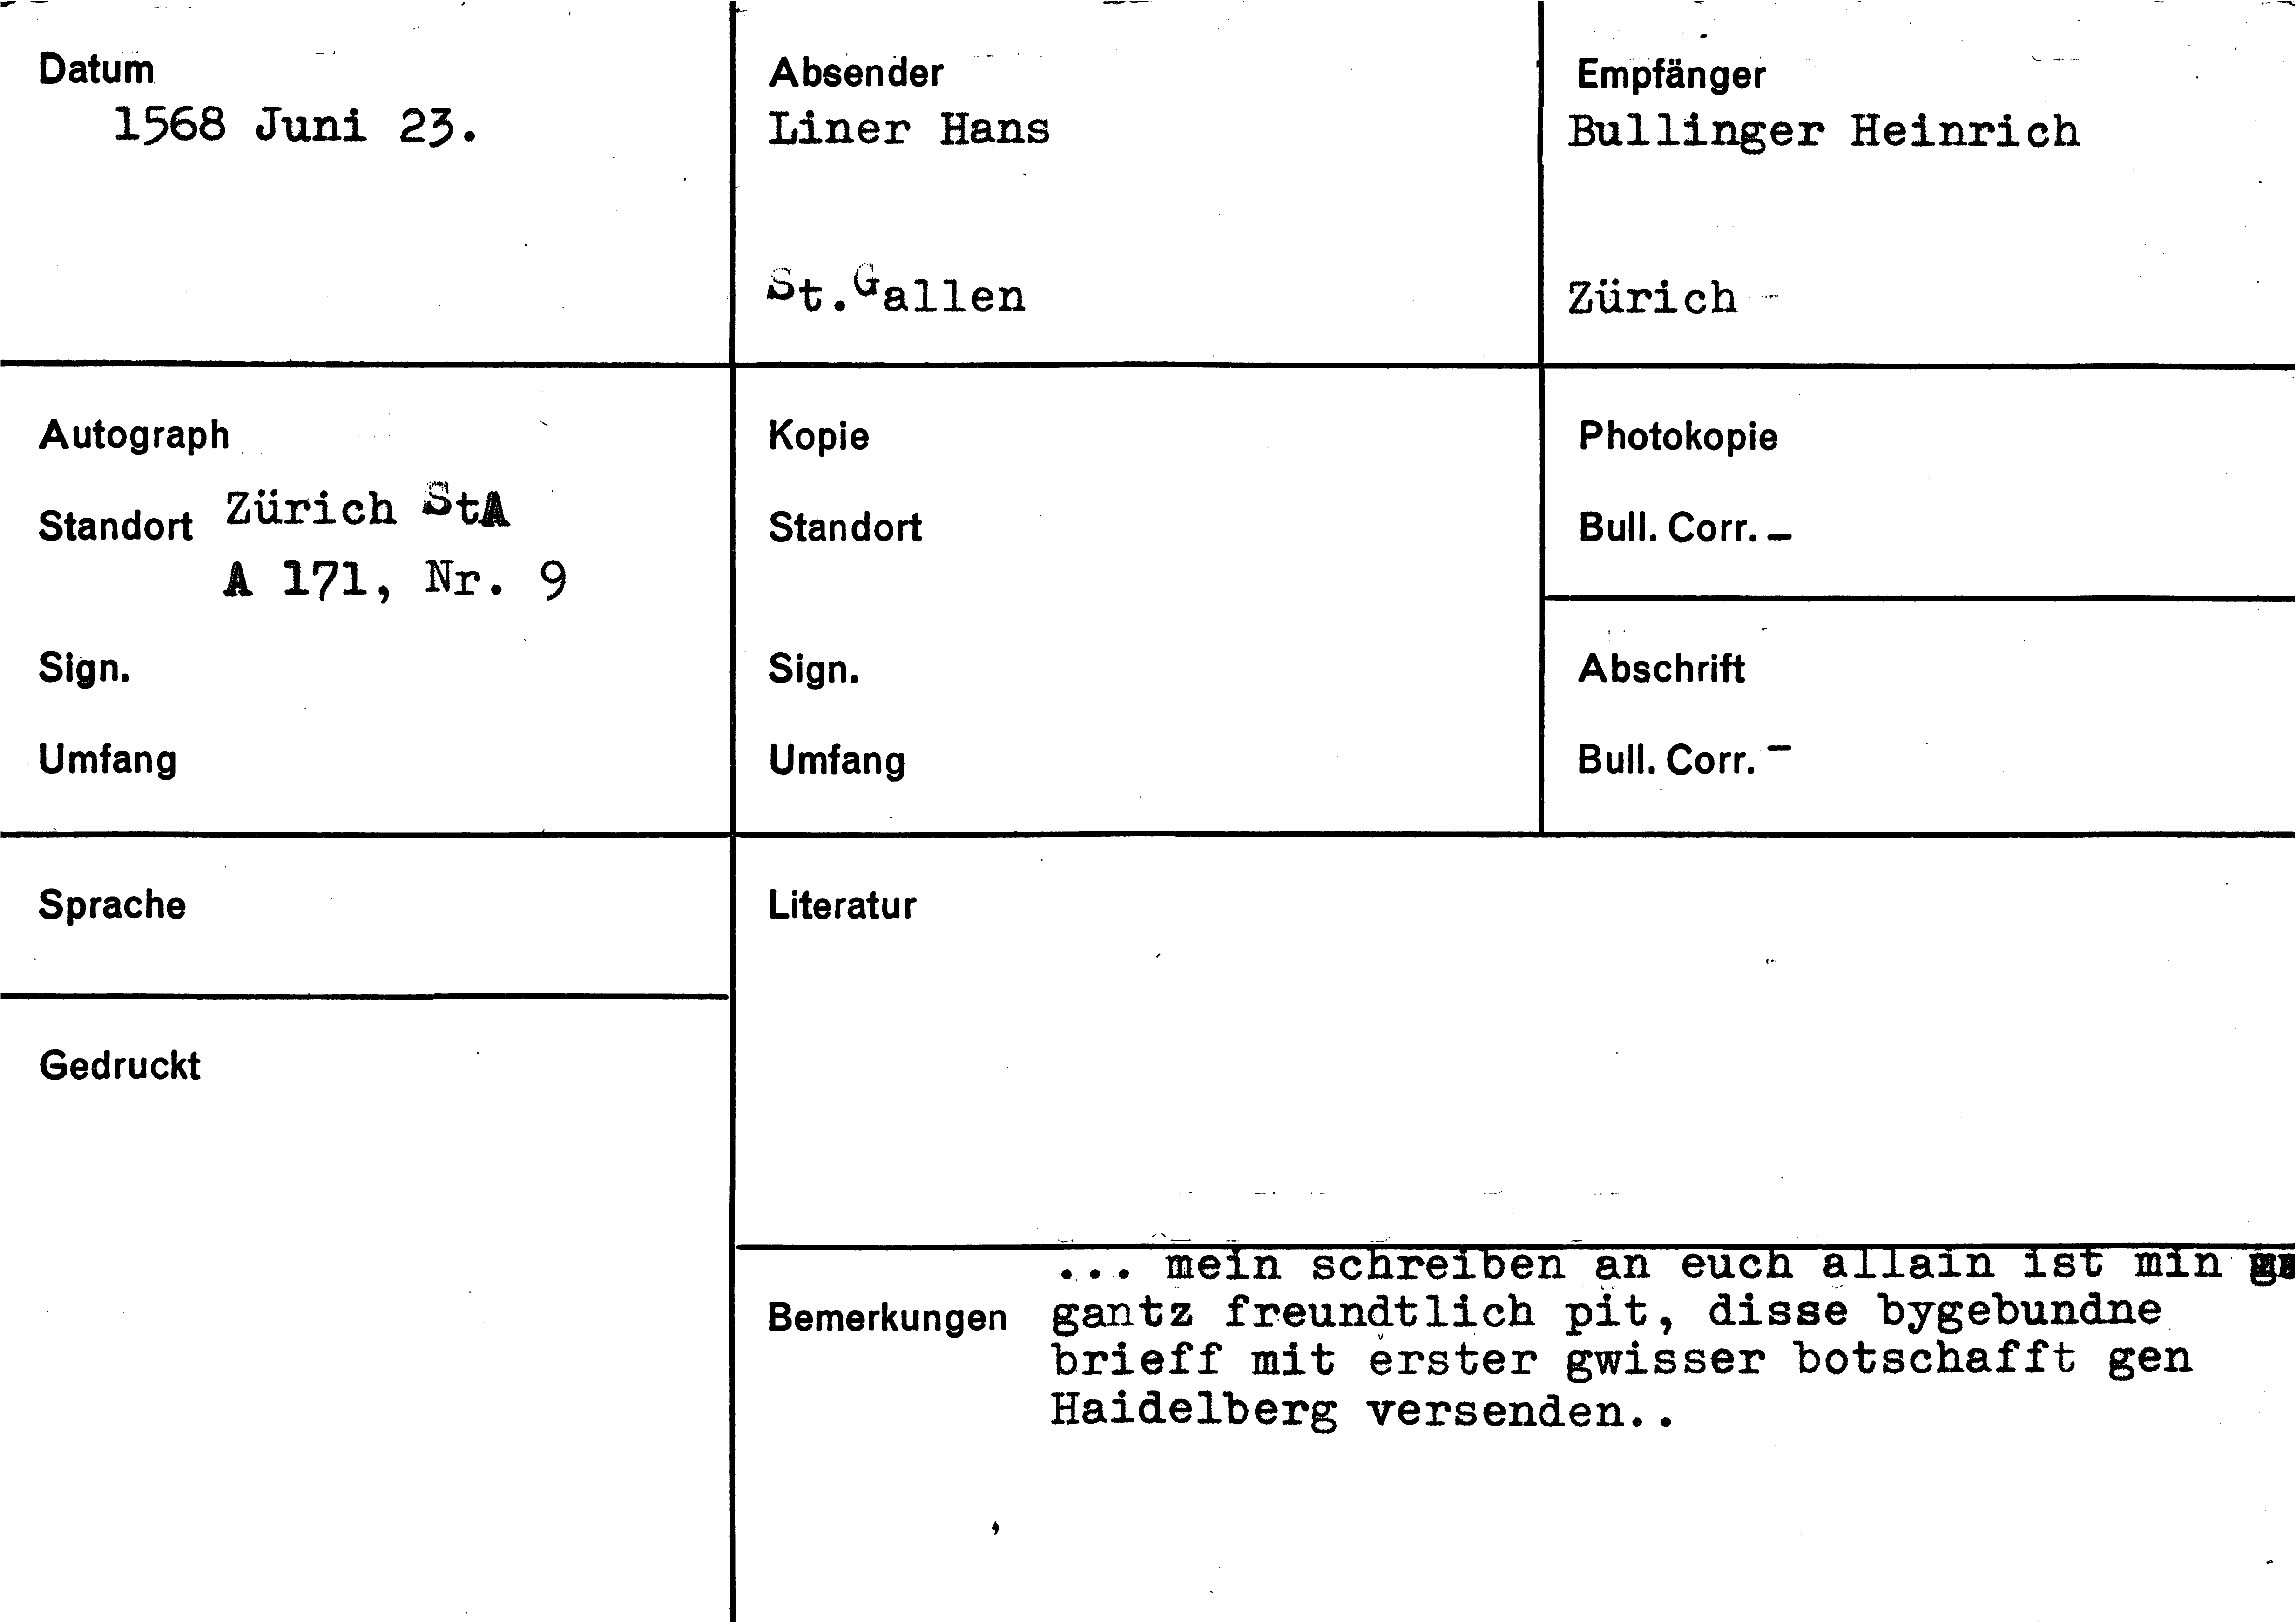 Datum
1568 Juni 23.
Absender
Liner Hans
St.Gallen
Empfänger
Bullinger Heinrich
Zürich
Autograph
Standort Zürich StA
A 171, Nr. 9
Sign.
Umfang
Kopie
Standort
Sign.
Umfang
Photokopie
Bull. Corr. -
Abschrift
Bull. Corr. -
Sprache
Gedruckt
Literatur
Bemerkungen
... mein schreiben an euch allain ist min
gantz freundtlich pit, disse bygebundne
brieff mit erster gwisser botschafft gen
Haidelberg versenden..